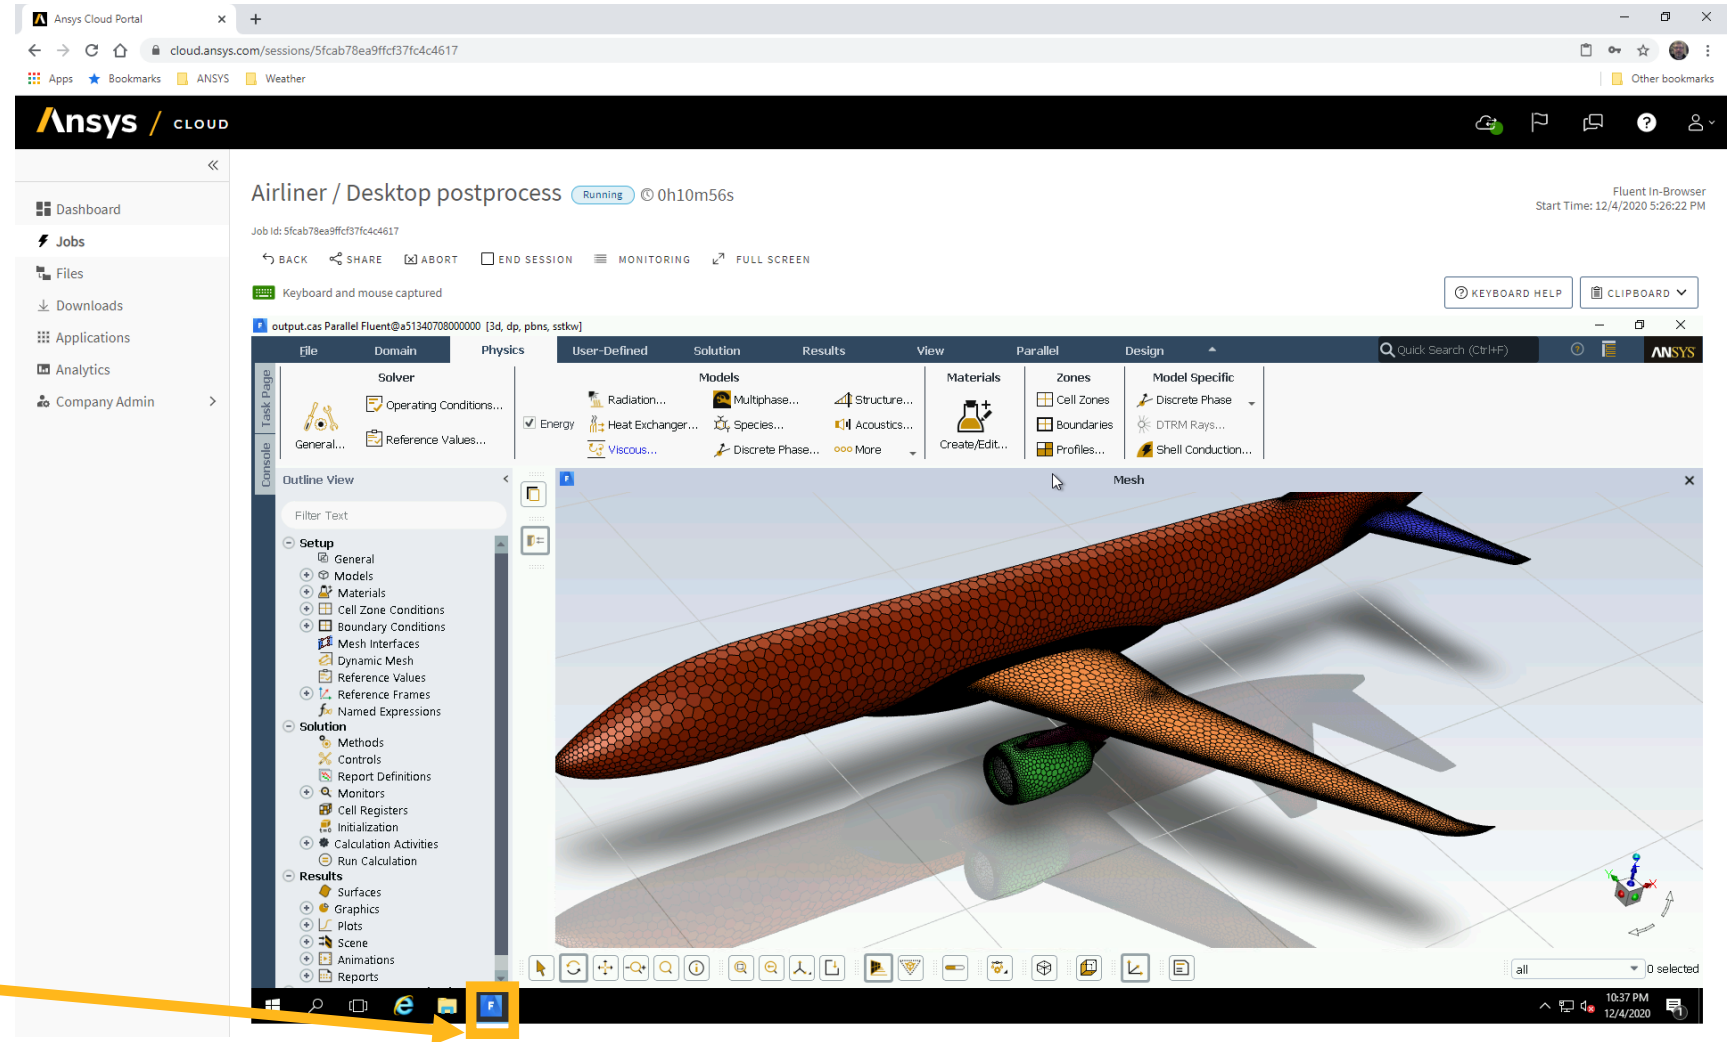 Ansys Cloud Portal
cloud.ansys.com/sessions/5fcab78ea9ffcf37fc4c4617
Apps Bookmarks ANSYS Weather Other bookmarks
Ansys / CLOUD
Dashboard
Jobs
Files
Downloads
Applications
Analytics
Company Admin
Airliner / Desktop postprocess Running 0h10m56s
Fluent In-Browser
Start Time: 12/4/2020 5:26:22 PM
Job Id: 5fcab78ea9ffcf37fc4c4617
BACK SHARE ABORT END SESSION MONITORING FULL SCREEN
Keyboard and mouse captured
KEYBOARD HELP CLIPBOARD
output.cas Parallel Fluent@a51340708000000 [3d, dp, pbns, sstkw]
File Domain Physics User-Defined Solution Results View Parallel Design Quick Search (Ctrl+F) ANSYS
Task Page
Console
Solver
General...
Operating Conditions...
Reference Values...
Models
Energy
Radiation...
Heat Exchanger...
Viscous...
Multiphase...
Species...
Discrete Phase...
Structure...
Acoustics...
More
Materials
Create/Edit...
Zones
Cell Zones
Boundaries
Profiles...
Model Specific
Discrete Phase
DTRM Rays...
Shell Conduction...
Outline View
Filter Text
Setup
General
Models
Materials
Cell Zone Conditions
Boundary Conditions
Mesh Interfaces
Dynamic Mesh
Reference Values
Reference Frames
Named Expressions
Solution
Methods
Controls
Report Definitions
Monitors
Cell Registers
Initialization
Calculation Activities
Run Calculation
Results
Surfaces
Graphics
Plots
Scene
Animations
Reports
Mesh
all 0 selected
10:37 PM
12/4/2020